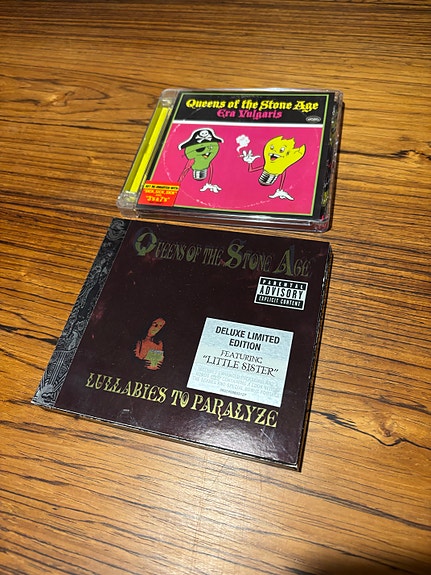 Queens of the Stone Age
Era Vulgaris
Queens of the Stone Age
PARENTAL
ADVISORY
EXPLICIT CONTENT
DELUXE LIMITED
EDITION
FEATURING
"LITTLE SISTER"
LULLABIES TO PARALYZE